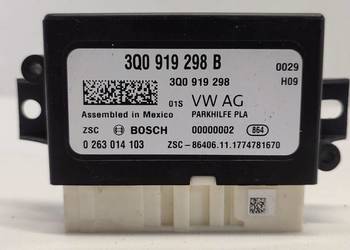 3Q0 919 298 B
0029
3Q0 919 298
H09
01S VW AG
Assembled in Mexico
PARKHILFE PLA
ZSC BOSCH
00000002 864
0 263 014 103
ZSC-86406.11.1774781670